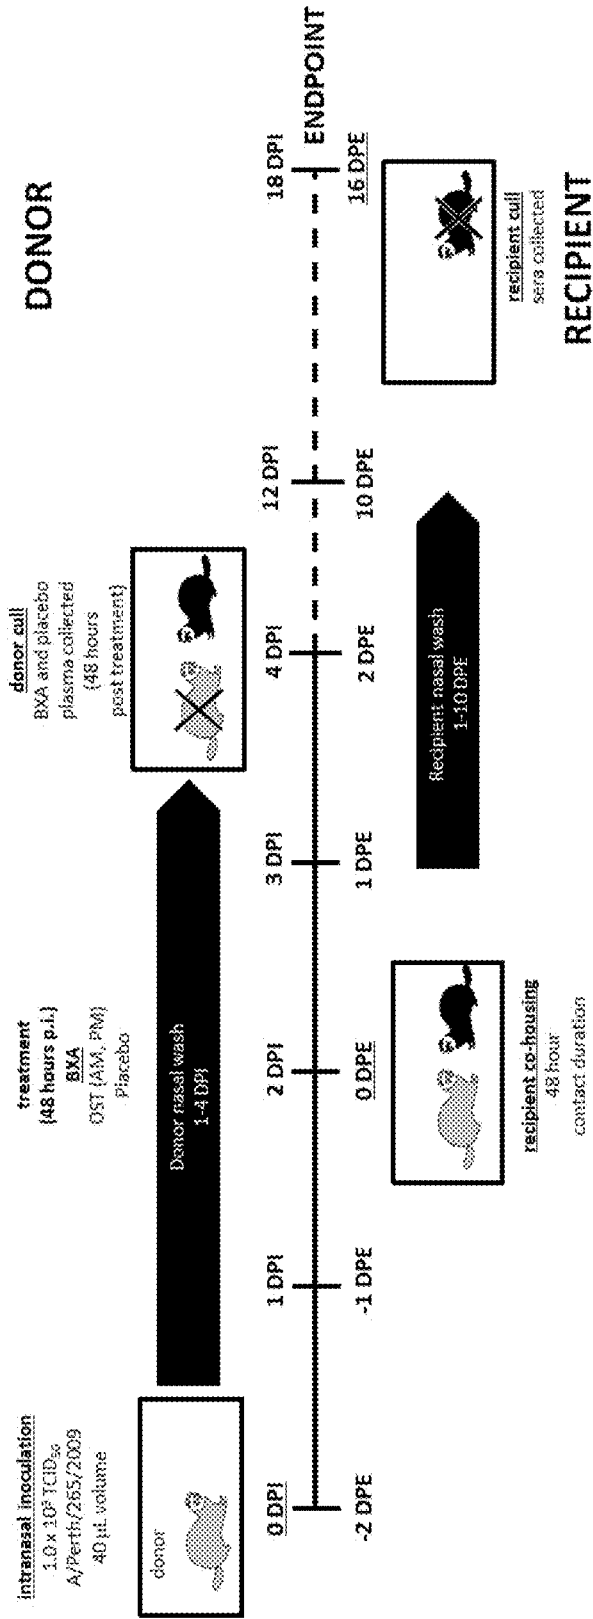 DONOR
intranasal inoculation
1.0 x 10³ TCID₅₀
A/Perth/265/2009
40 µL volume
treatment
(48 hours p.i.)
BXA
OST (AM, PM)
Placebo
donor cull
BXA and placebo
plasma collected
(48 hours
post treatment)
donor
Donor nasal wash
1-4 DPI
0 DPI
1 DPI
2 DPI
3 DPI
4 DPI
12 DPI
18 DPI
ENDPOINT
-2 DPE
-1 DPE
0 DPE
1 DPE
2 DPE
10 DPE
16 DPE
Recipient nasal wash
1-10 DPE
recipient co-housing
48 hour
contact duration
recipient cull
sera collected
RECIPIENT